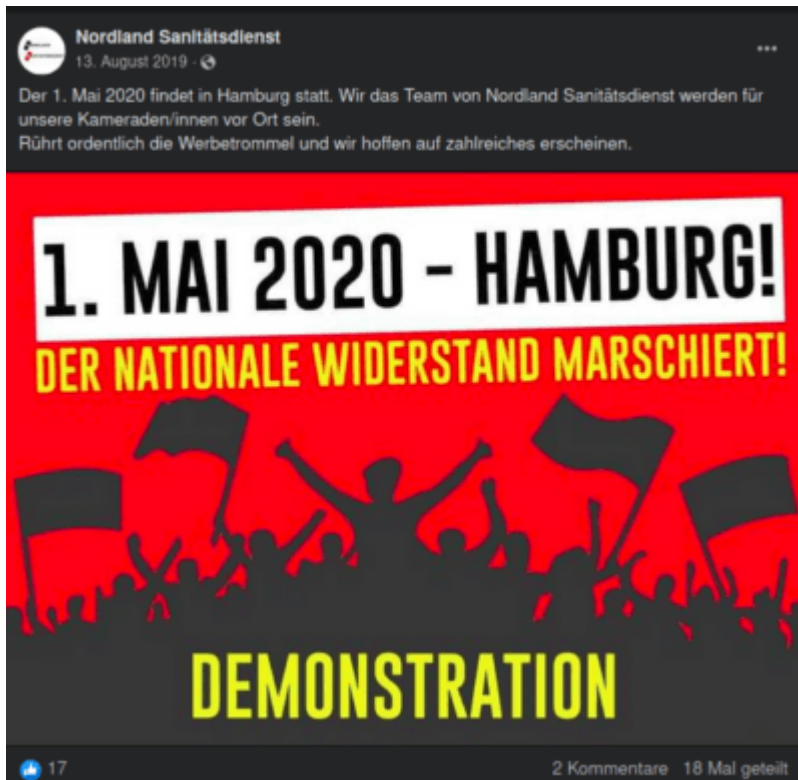 Nordland Sanitätsdienst
13. August 2019 ·
Der 1. Mai 2020 findet in Hamburg statt. Wir das Team von Nordland Sanitätsdienst werden für
unsere Kameraden/innen vor Ort sein.
Rührt ordentlich die Werbetrommel und wir hoffen auf zahlreiches erscheinen.
1. MAI 2020 - HAMBURG!
DER NATIONALE WIDERSTAND MARSCHIERT!
DEMONSTRATION
17
2 Kommentare 18 Mal geteilt